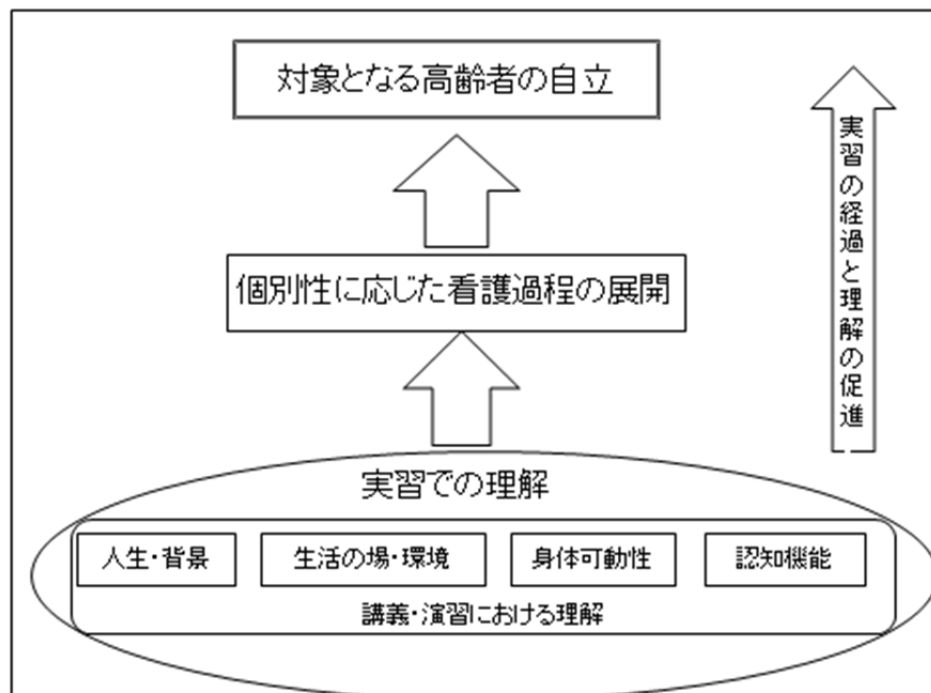 対象となる高齢者の自立
個別性に応じた看護過程の展開
実習の経過と理解の促進
実習での理解
人生・背景
生活の場・環境
身体可動性
認知機能
講義・演習における理解